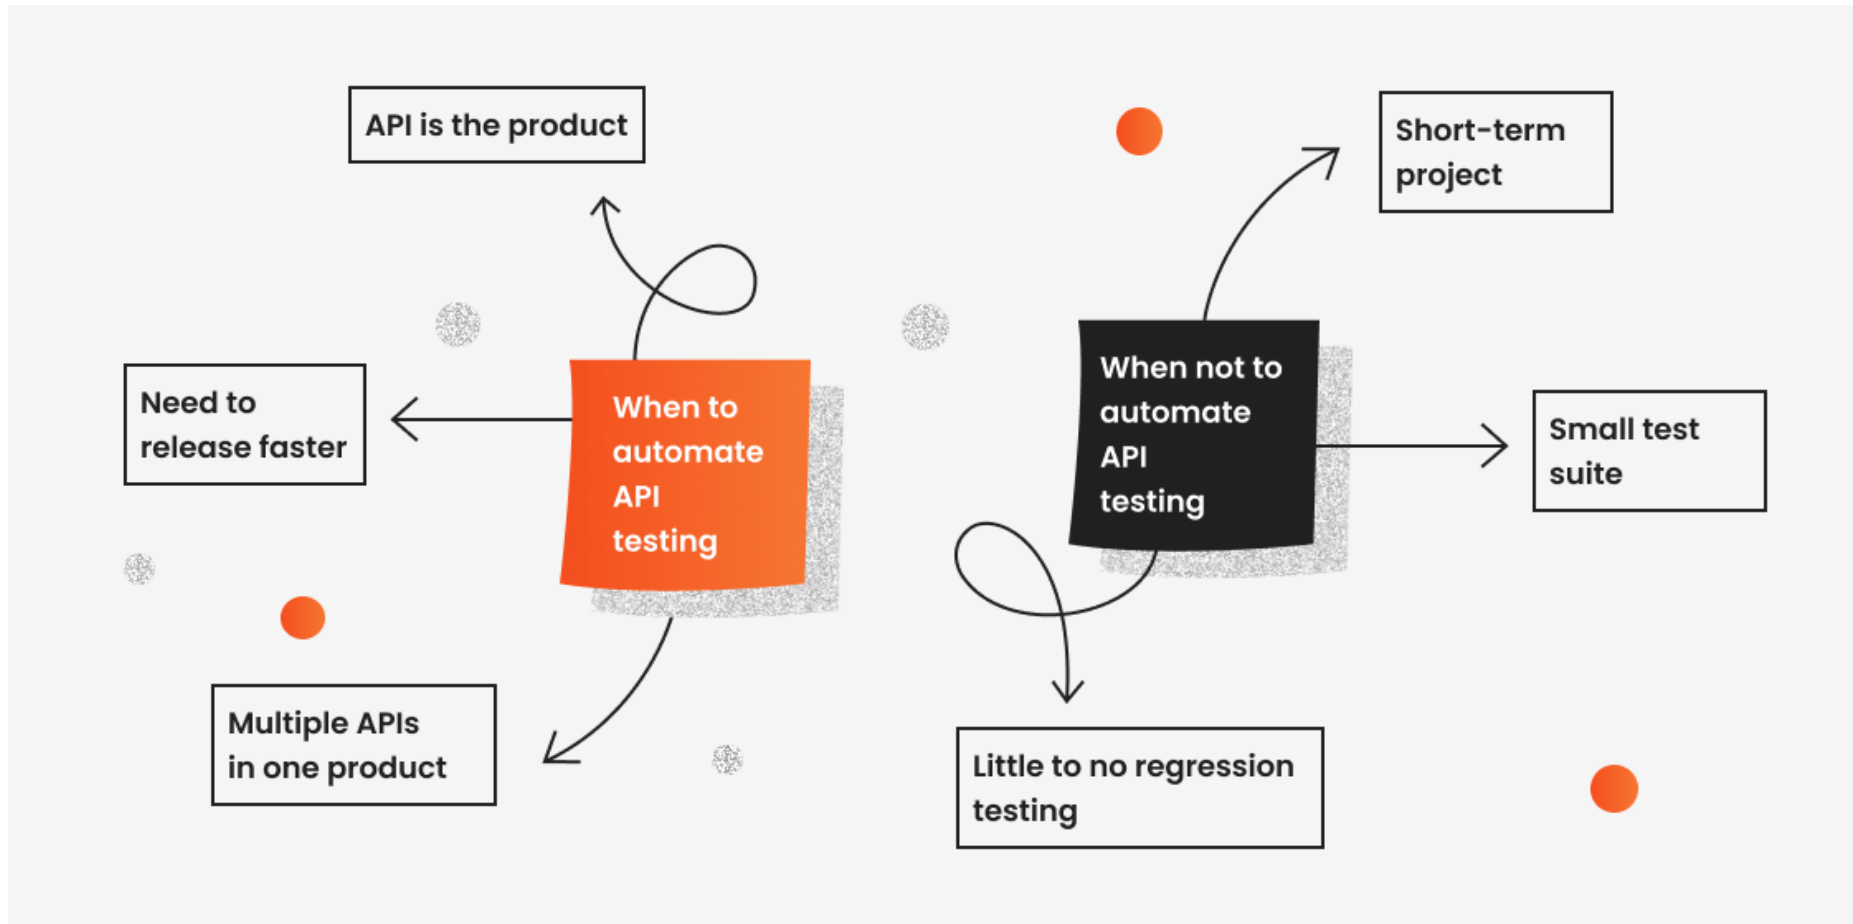 API is the product
Need to
release faster
When to
automate
API
testing
Multiple APIs
in one product
Short-term
project
When not to
automate
API
testing
Small test
suite
Little to no regression
testing